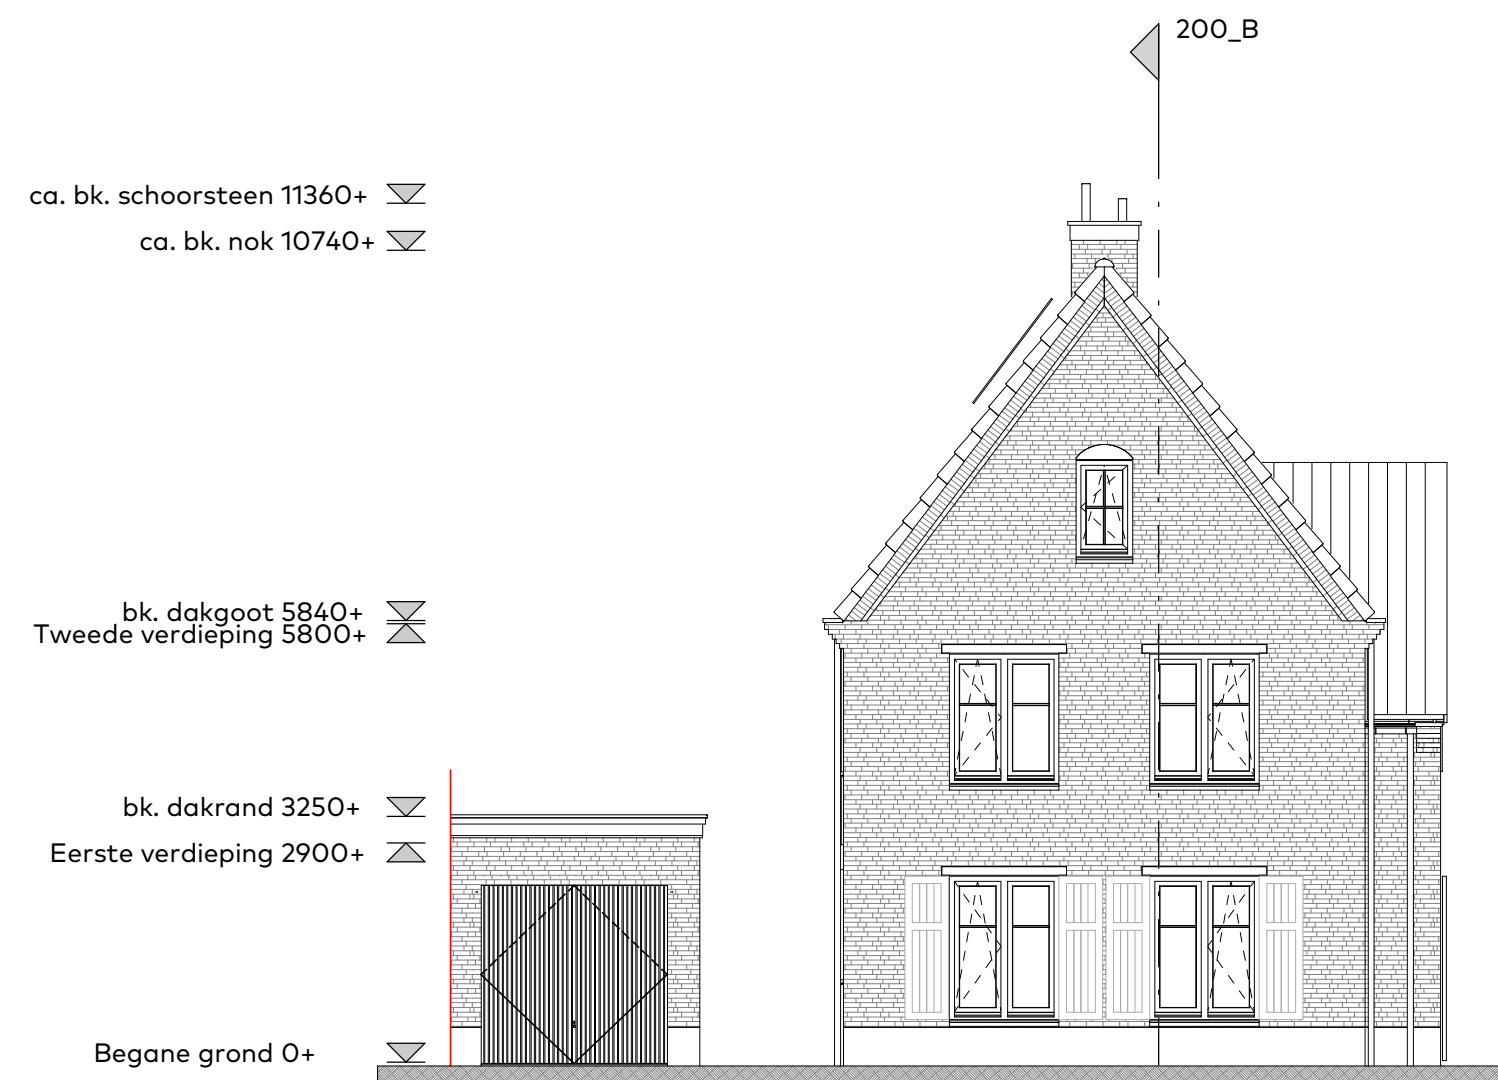 200_B
ca. bk. schoorsteen 11360+
ca. bk. nok 10740+
bk. dakgoot 5840+
Tweede verdieping 5800+
bk. dakrand 3250+
Eerste verdieping 2900+
Begane grond 0+